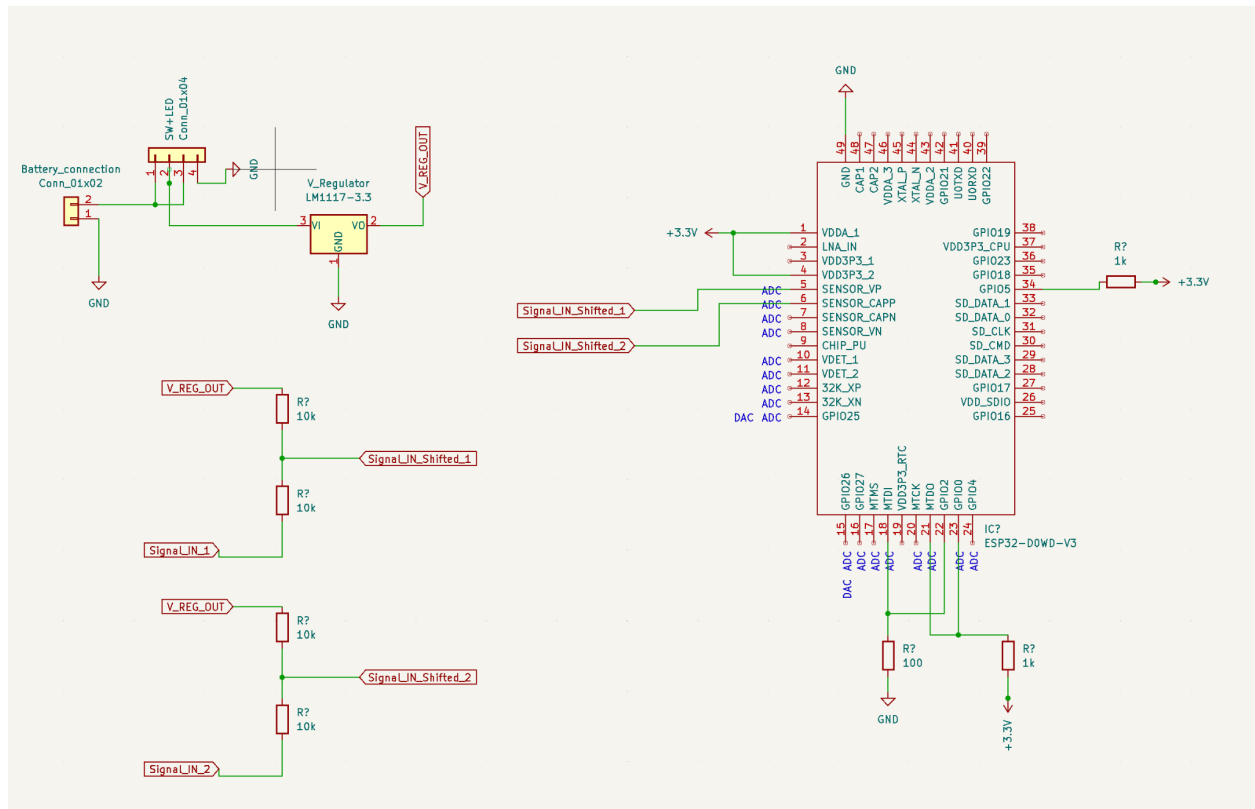 SW+LED
Conn_01x04
1
2
3
4
GND
Battery_connection
Conn_01x02
2
1
GND
V_REG_OUT
V_Regulator
LM1117-3.3
3
VI
VO
2
GND
1
GND
V_REG_OUT
R?
10k
Signal_IN_Shifted_1
R?
10k
Signal_IN_1
V_REG_OUT
R?
10k
Signal_IN_Shifted_2
R?
10k
Signal_IN_2
GND
49
48
47
46
45
44
43
42
41
40
39
GND
CAP1
CAP2
VDDA_3
XTAL_P
XTAL_N
VDDA_2
GPIO21
U0TXD
U0RXD
GPIO22
+3.3V
1 VDDA_1
2 LNA_IN
3 VDD3P3_1
4 VDD3P3_2
ADC 5 SENSOR_VP
ADC 6 SENSOR_CAPP
ADC 7 SENSOR_CAPN
ADC 8 SENSOR_VN
9 CHIP_PU
ADC 10 VDET_1
ADC 11 VDET_2
ADC 12 32K_XP
ADC 13 32K_XN
DAC ADC 14 GPIO25
Signal_IN_Shifted_1
Signal_IN_Shifted_2
GPIO19 38
VDD3P3_CPU 37
GPIO23 36
GPIO18 35
GPIO5 34
SD_DATA_1 33
SD_DATA_0 32
SD_CLK 31
SD_CMD 30
SD_DATA_3 29
SD_DATA_2 28
GPIO17 27
VDD_SDIO 26
GPIO16 25
R?
1k
+3.3V
GPIO26
GPIO27
MTMS
MTDI
VDD3P3_RTC
MTCK
MTDO
GPIO2
GPIO0
GPIO4
15
16
17
18
19
20
21
22
23
24
IC?
ESP32-D0WD-V3
DAC ADC
ADC
ADC
ADC
ADC
ADC
ADC
ADC
R?
100
GND
R?
1k
+3.3V